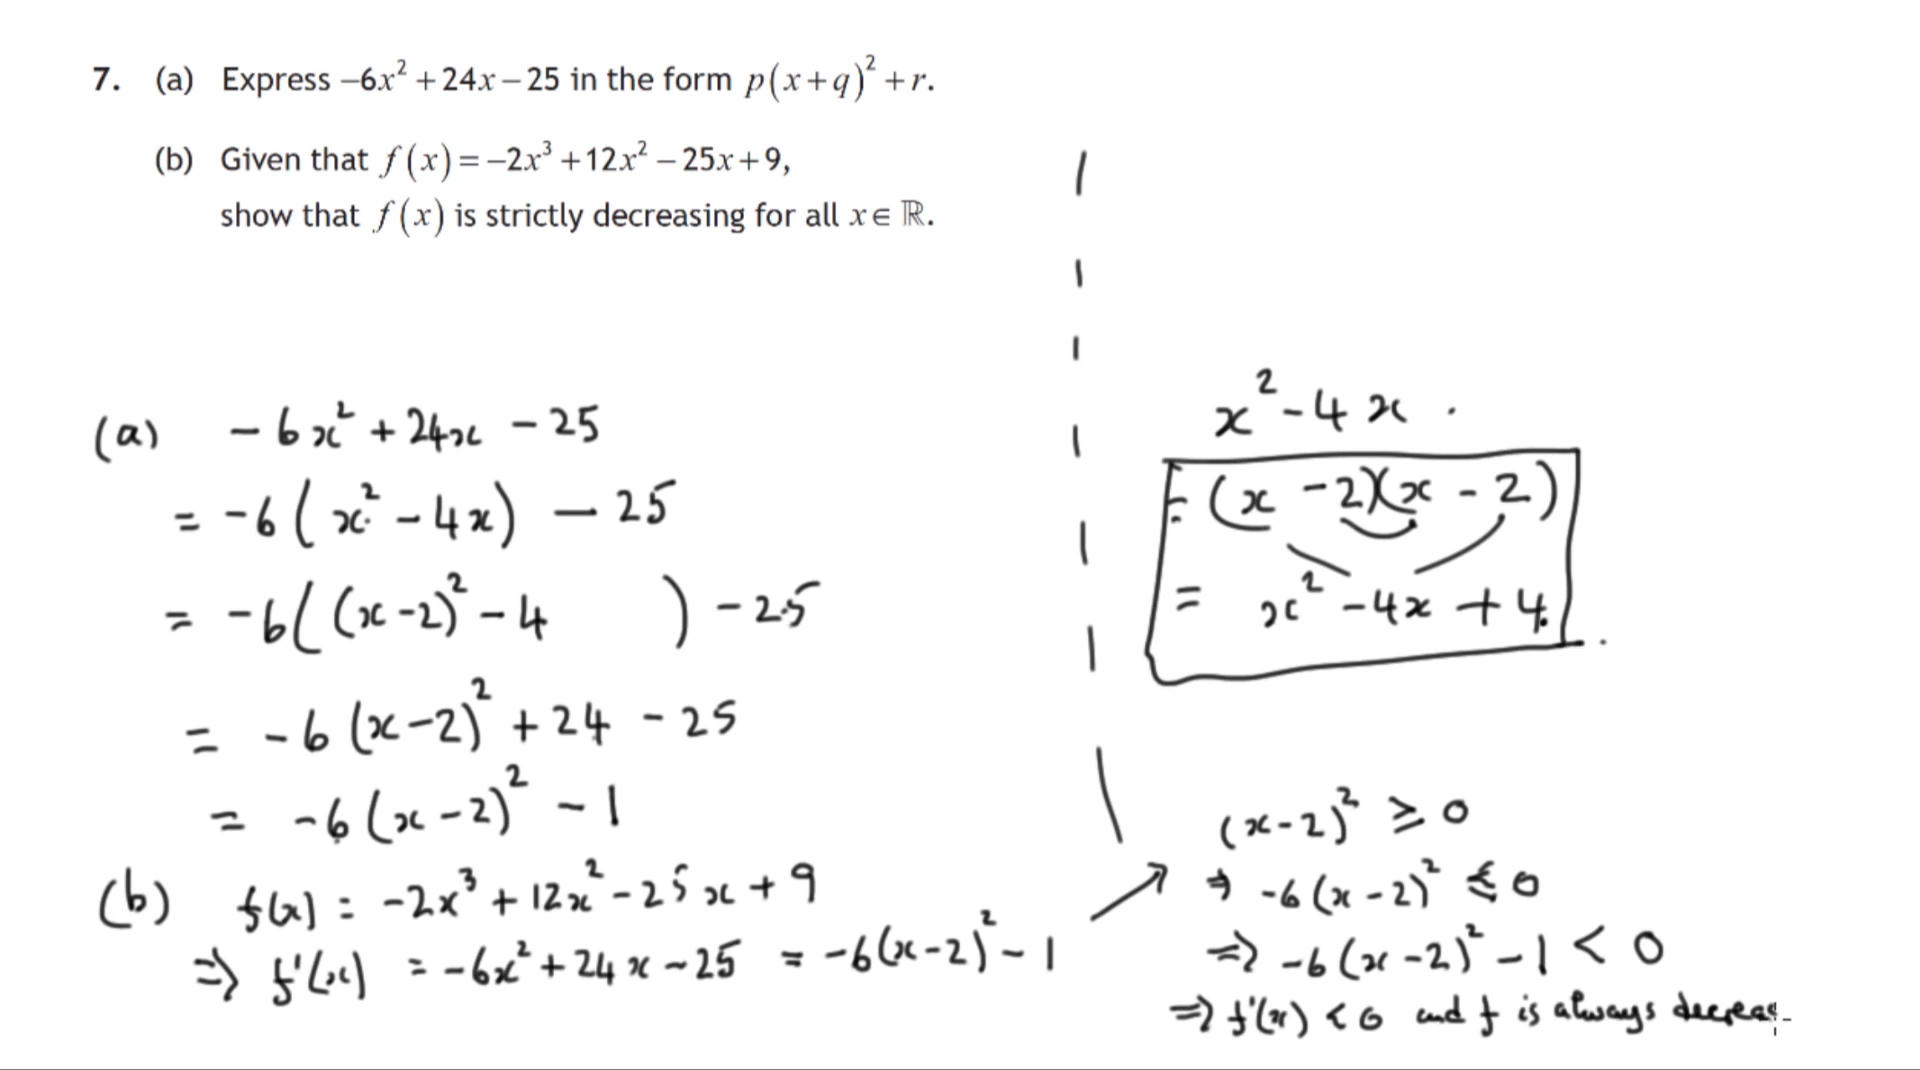 7. (a) Express −6x² + 24x − 25 in the form p(x+q)² + r.
(b) Given that f(x) = −2x³ + 12x² − 25x + 9,
show that f(x) is strictly decreasing for all x ∈ ℝ.
(a) −6x² + 24x − 25
= −6(x² − 4x) − 25
= −6((x−2)² − 4 ) − 25
= −6(x−2)² + 24 − 25
= −6(x−2)² − 1
(b) f(x) = −2x³ + 12x² − 25x + 9
⇒ f'(x) = −6x² + 24x − 25 = −6(x−2)² − 1
x² − 4x
= (x − 2)(x − 2)
= x² − 4x + 4
(x−2)² ≥ 0
⇒ −6(x−2)² ≤ 0
⇒ −6(x−2)² − 1 < 0
⇒ f'(x) < 0 and f is always decreas